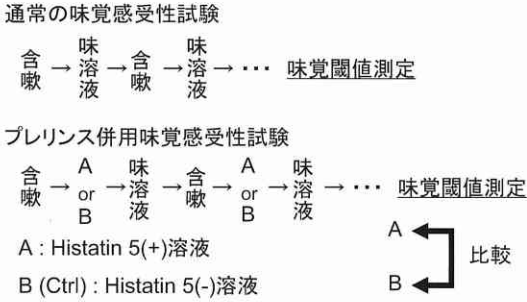 通常の味覚感受性試験
含嗽 → 味溶液 → 含嗽 → 味溶液 → ･･･ 味覚閾値測定
プレリンス併用味覚感受性試験
含嗽 → A or B → 味溶液 → 含嗽 → A or B → 味溶液 → ･･･ 味覚閾値測定
A : Histatin 5(+)溶液
B (Ctrl) : Histatin 5(-)溶液
A
比較
B